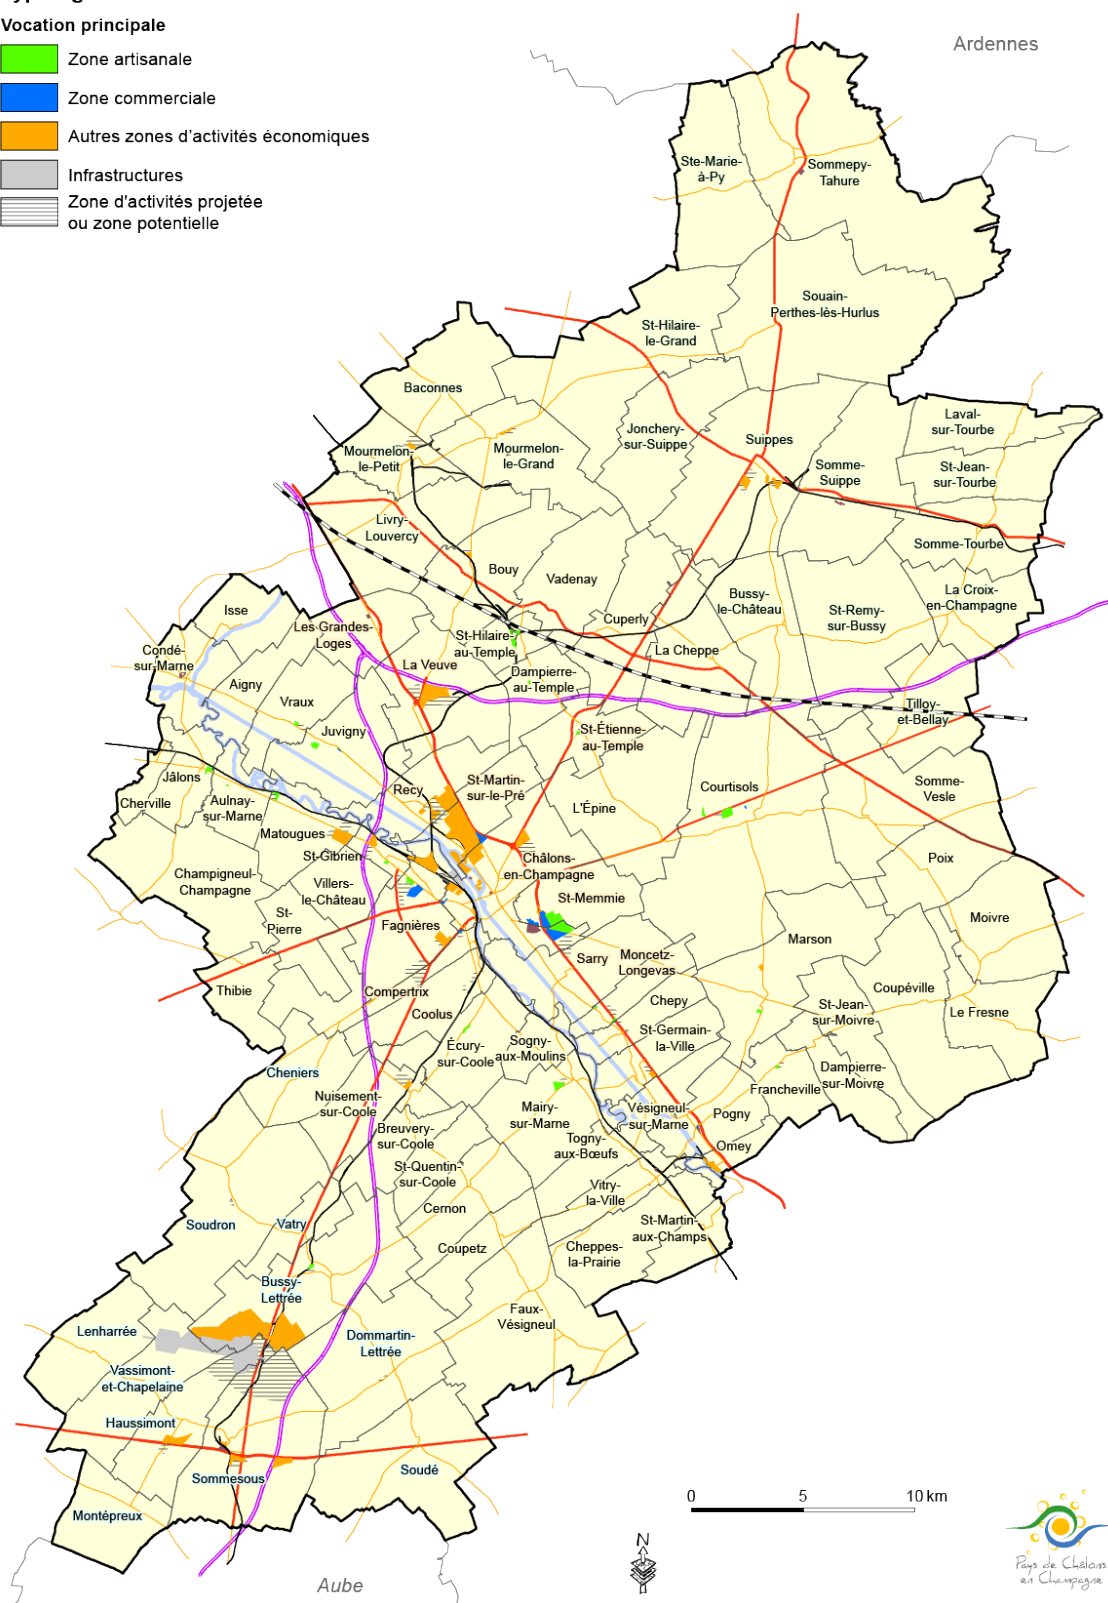 Vocation principale
Zone artisanale
Zone commerciale
Autres zones d'activités économiques
Infrastructures
Zone d'activités projetée
ou zone potentielle
Ardennes
Ste-Marie-
à-Py
Sommepy-
Tahure
Souain-
Perthes-lès-Hurlus
St-Hilaire-
le-Grand
Baconnes
Laval-
sur-Tourbe
Jonchery-
sur-Suippe
Suippes
Mourmelon-
le-Petit
Mourmelon-
le-Grand
Somme-
Suippe
St-Jean-
sur-Tourbe
Livry-
Louvercy
Somme-Tourbe
Bouy
Vadenay
Bussy-
le-Château
La Croix-
en-Champagne
Isse
St-Remy-
sur-Bussy
Les Grandes-
Loges
Cuperly
St-Hilaire-
au-Temple
La Cheppe
Condé-
sur-Marne
La Veuve
Dampierre-
au-Temple
Aigny
Vraux
Tilloy-
et-Bellay
Juvigny
St-Étienne-
au-Temple
Jâlons
Recy
St-Martin-
sur-le-Pré
Courtisols
Somme-
Vesle
Cherville
Aulnay-
sur-Marne
L'Épine
Matougues
St-Gibrien
Châlons-
en-Champagne
Poix
Champigneul-
Champagne
Villers-
le-Château
St-Memmie
St-
Pierre
Fagnières
Moivre
Marson
Sarry
Moncetz-
Longevas
Thibie
Compertrix
Coupéville
Chepy
Coolus
St-Jean-
sur-Moivre
Le Fresne
St-Germain-
la-Ville
Écury-
sur-Coole
Sogny-
aux-Moulins
Cheniers
Dampierre-
sur-Moivre
Francheville
Nuisement-
sur-Coole
Mairy-
sur-Marne
Vésigneul-
sur-Marne
Pogny
Breuvery-
sur-Coole
Togny-
aux-Bœufs
Omey
St-Quentin-
sur-Coole
Vitry-
la-Ville
Cernon
Soudron
Vatry
St-Martin-
aux-Champs
Coupetz
Cheppes-
la-Prairie
Bussy-
Lettrée
Faux-
Vésigneul
Lenharrée
Dommartin-
Lettrée
Vassimont-
et-Chapelaine
Haussimont
Soudé
Sommesous
Montépreux
0 5 10 km
N
Aube
Pays de Châlons
en Champagne